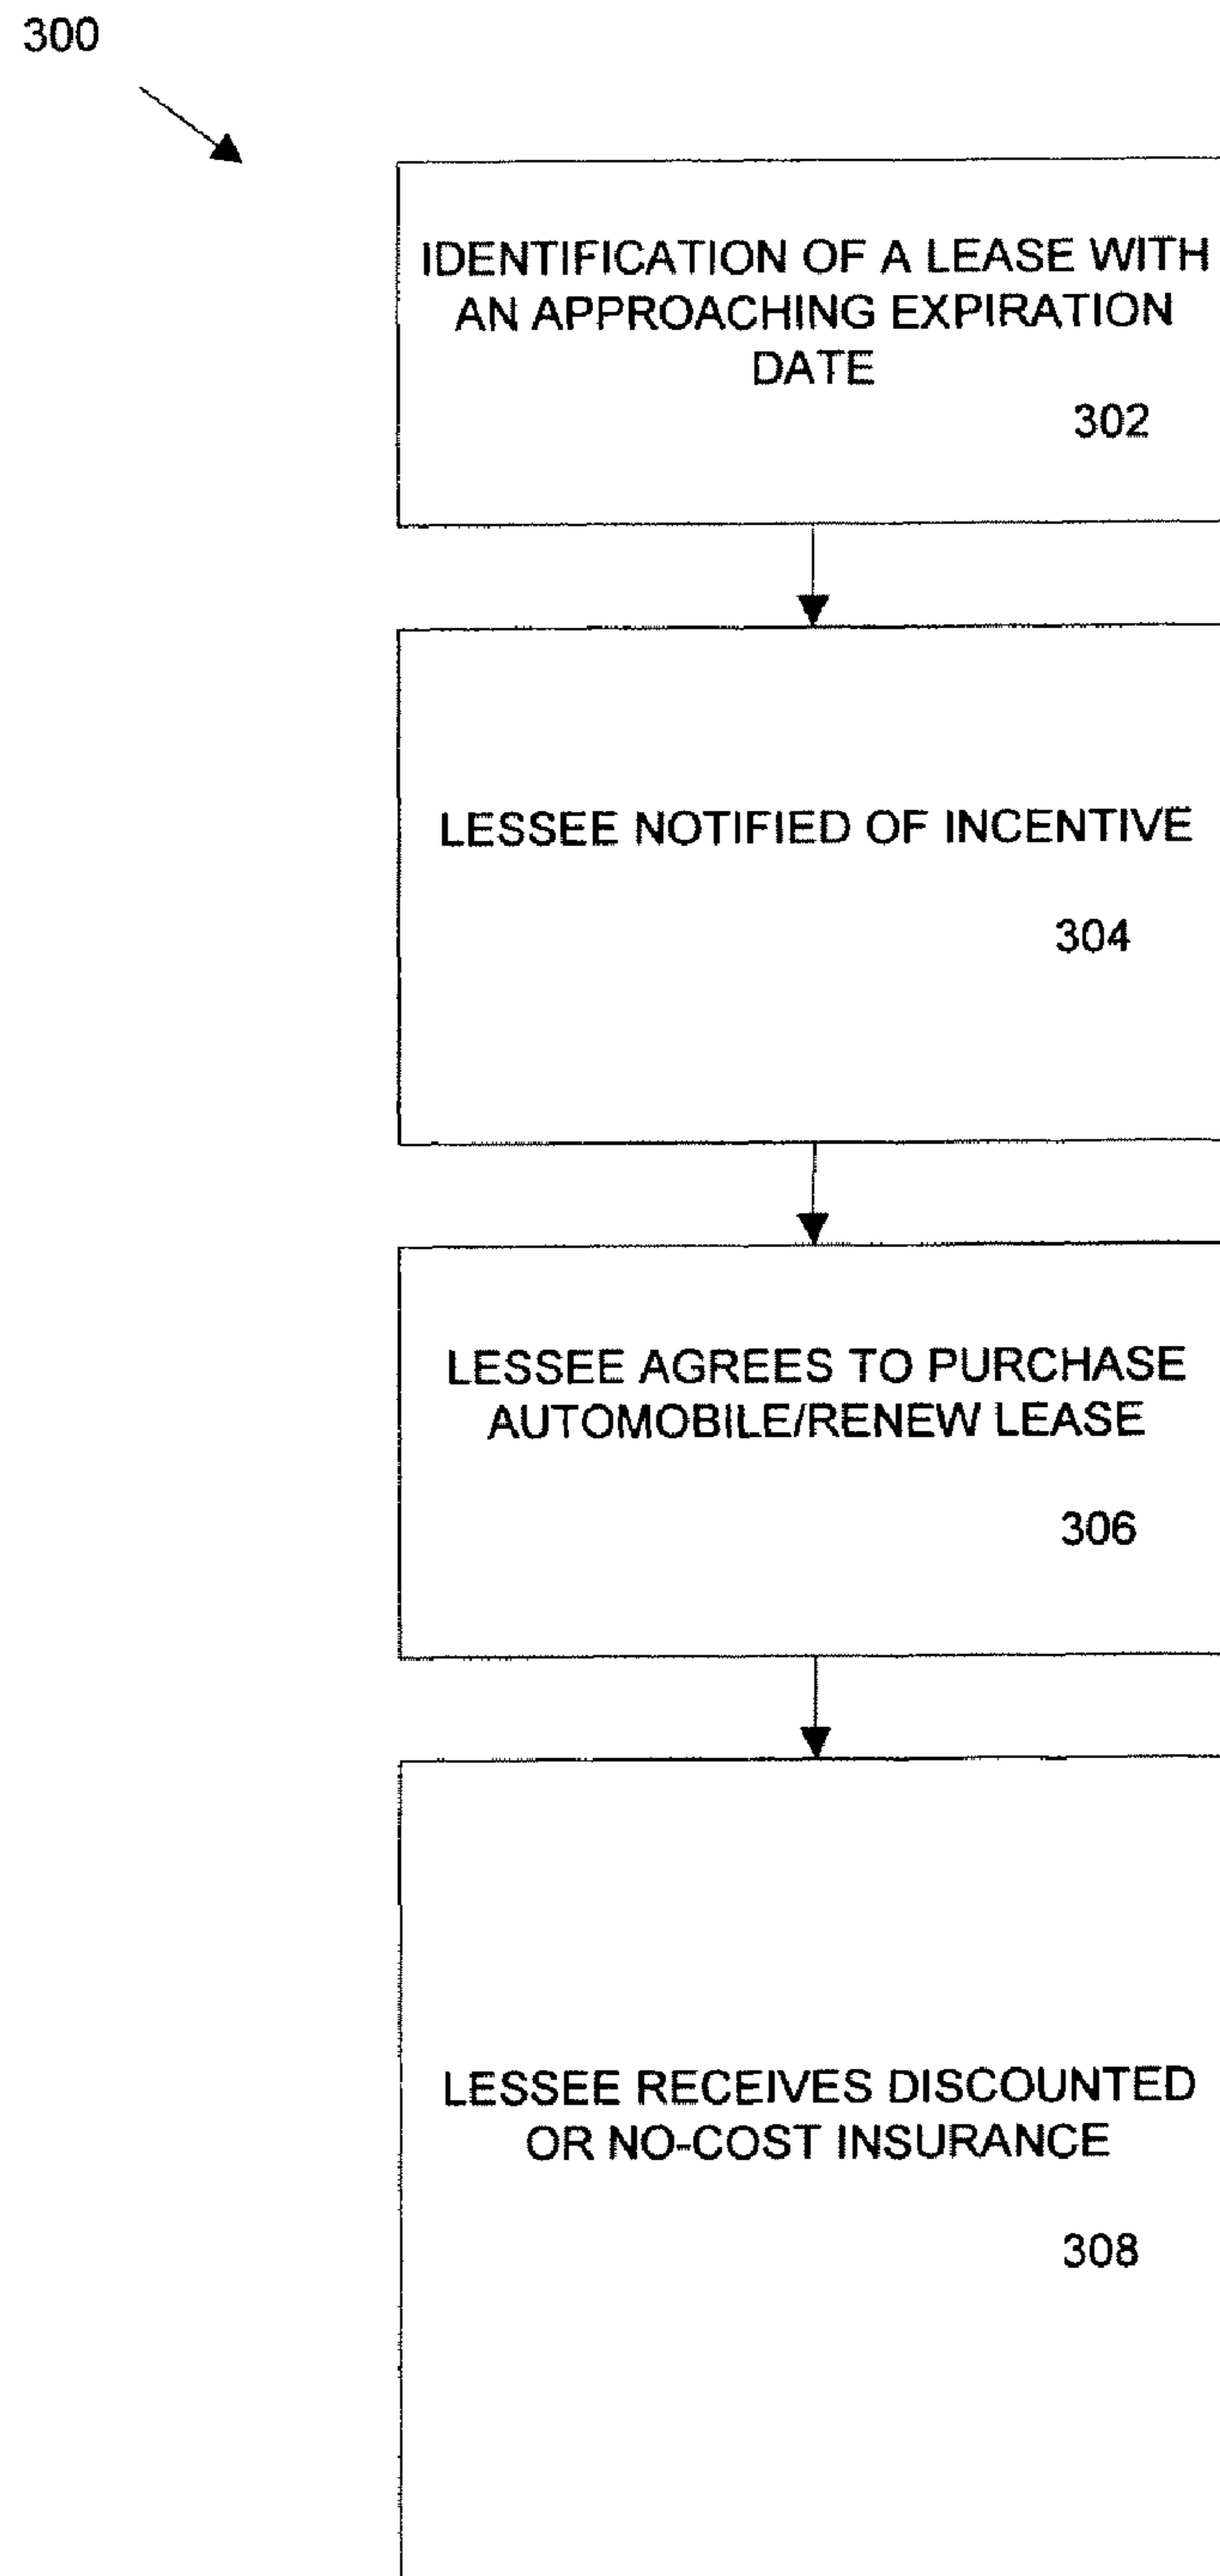 300
IDENTIFICATION OF A LEASE WITH
AN APPROACHING EXPIRATION
DATE
302
LESSEE NOTIFIED OF INCENTIVE
304
LESSEE AGREES TO PURCHASE
AUTOMOBILE/RENEW LEASE
306
LESSEE RECEIVES DISCOUNTED
OR NO-COST INSURANCE
308